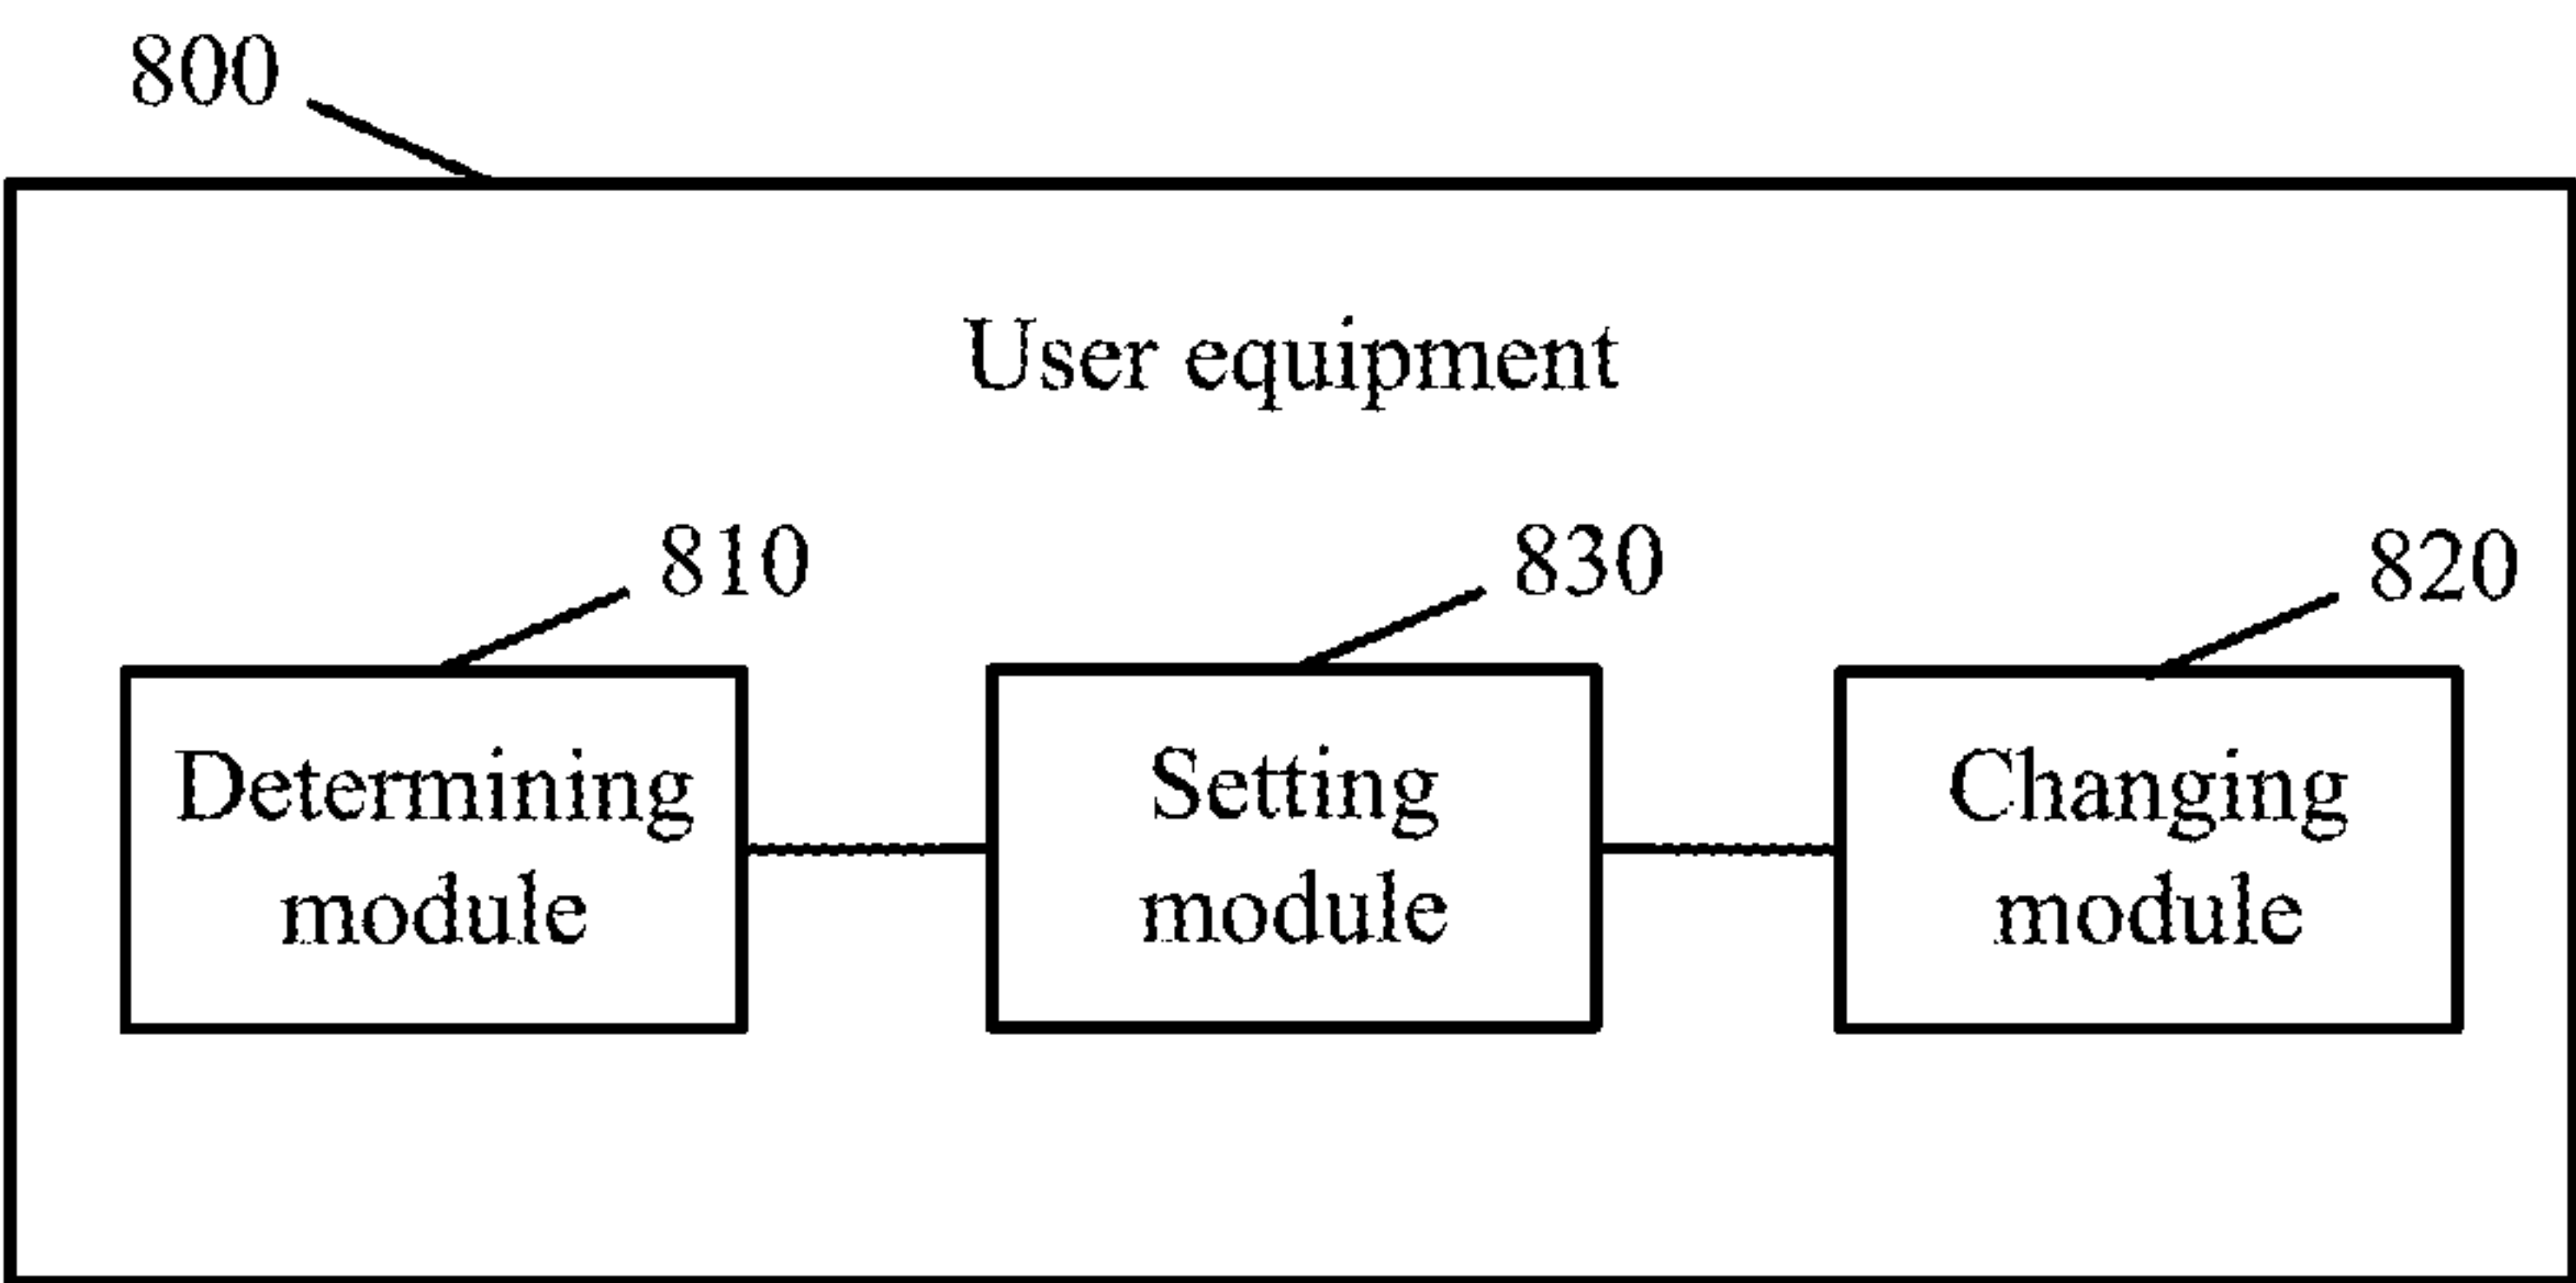 800
User equipment
810
830
820
Determining
module
Setting
module
Changing
module